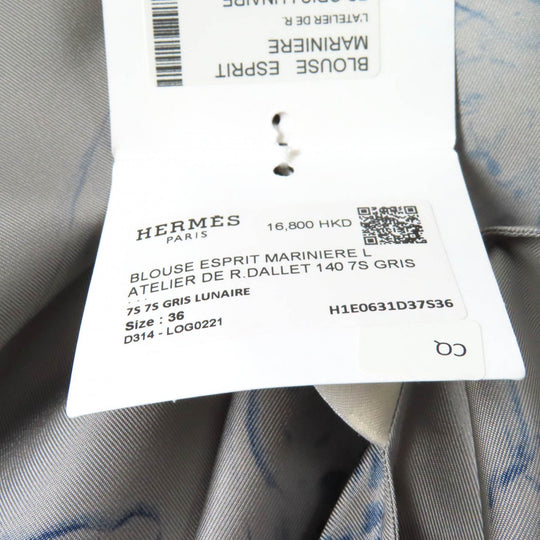 L'ATELIER DE R.
MARINIERE
BLOUSE ESPRIT
HERMÈS
PARIS
16,800 HKD
BLOUSE ESPRIT MARINIERE L
ATELIER DE R.DALLET 140 7S GRIS
7S 7S GRIS LUNAIRE
Size : 36
H1E0631D37S36
D314 - LOG0221
CQ